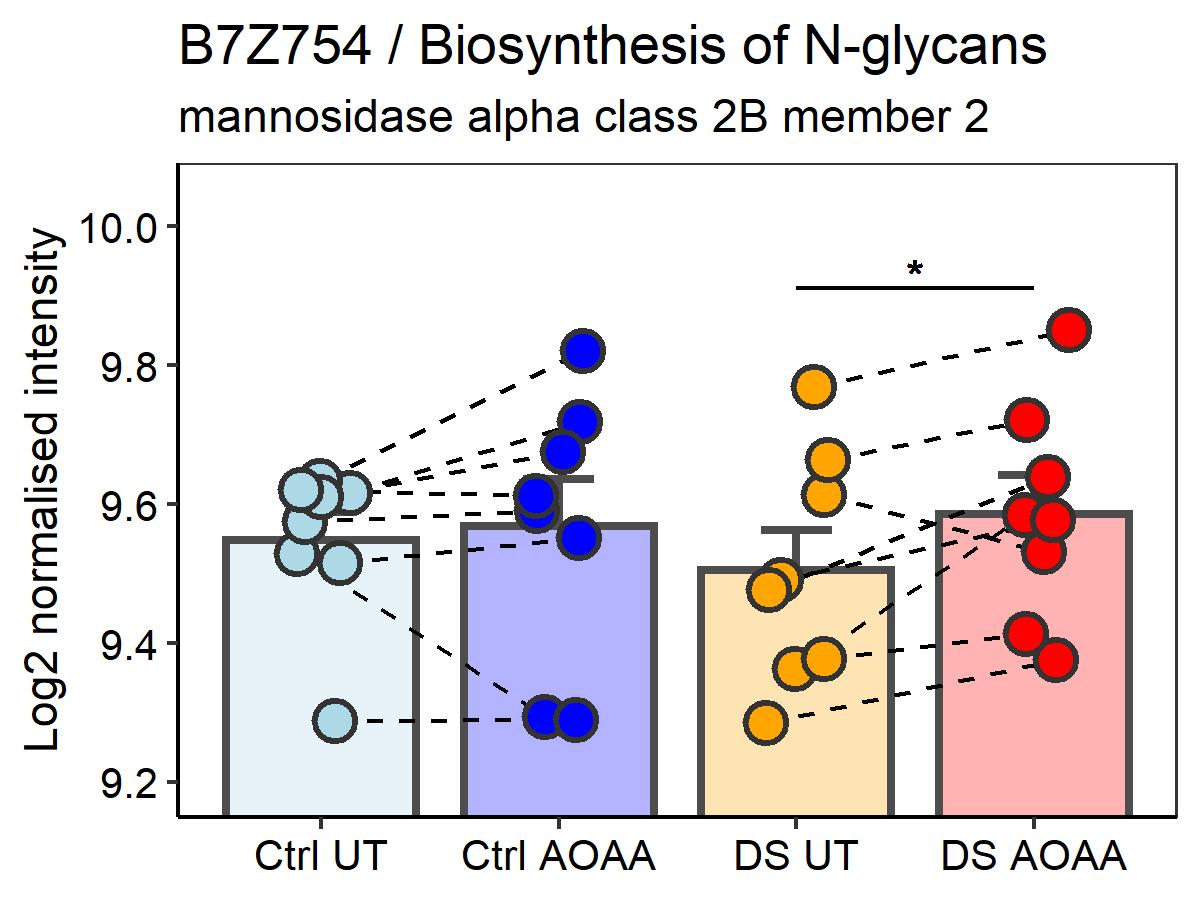 B7Z754 / Biosynthesis of N-glycans
mannosidase alpha class 2B member 2
Log2 normalised intensity
10.0
9.8
9.6
9.4
9.2
*
Ctrl UT
Ctrl AOAA
DS UT
DS AOAA